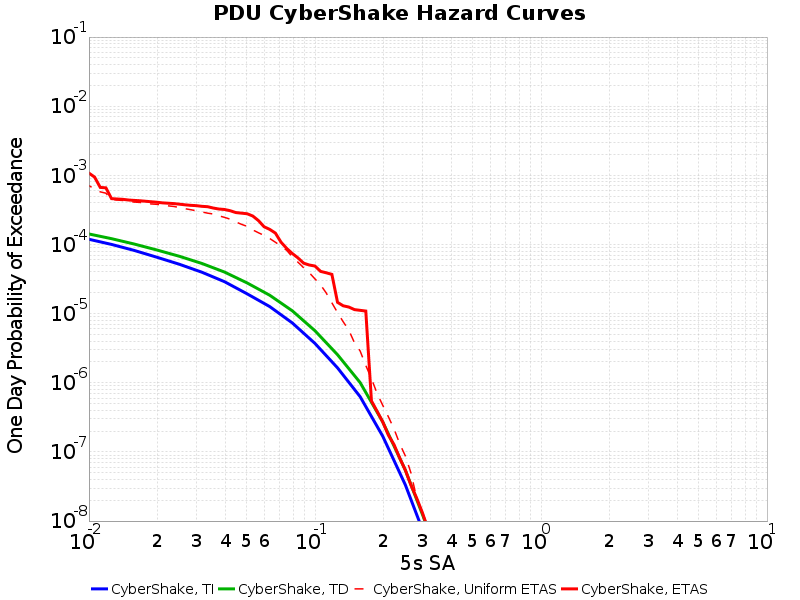 PDU CyberShake Hazard Curves
One Day Probability of Exceedance
10^-1
10^-2
10^-3
10^-4
10^-5
10^-6
10^-7
10^-8
10^-2 2 3 4 5 6 10^-1 2 3 4 5 6 7 10^0 2 3 4 5 6 7 10^1
5s SA
CyberShake, TI CyberShake, TD CyberShake, Uniform ETAS CyberShake, ETAS